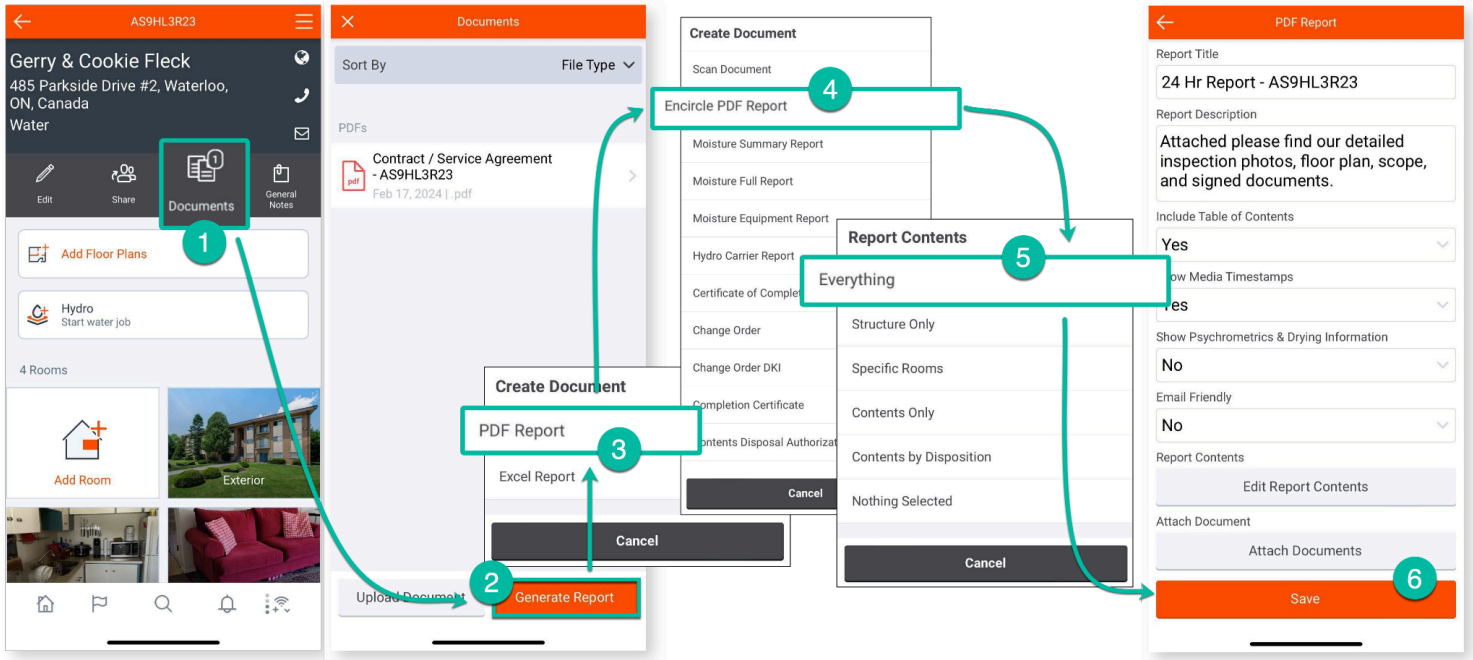 AS9HL3R23
Gerry & Cookie Fleck
485 Parkside Drive #2, Waterloo,
ON, Canada
Water
1
Edit
Share
Documents
General
Notes
1
Add Floor Plans
Hydro
Start water job
4 Rooms
Add Room
Exterior
Documents
Sort By
File Type
PDFs
pdf
Contract / Service Agreement
- AS9HL3R23
Feb 17, 2024 | .pdf
Upload Document
2
Generate Report
Create Document
PDF Report
3
Excel Report
Cancel
Create Document
Scan Document
4
Encircle PDF Report
Moisture Summary Report
Moisture Full Report
Moisture Equipment Report
Hydro Carrier Report
Certificate of Complet
Change Order
Change Order DKI
Completion Certificate
Contents Disposal Authorizat
Cancel
Report Contents
5
Everything
Structure Only
Specific Rooms
Contents Only
Contents by Disposition
Nothing Selected
Cancel
PDF Report
Report Title
24 Hr Report - AS9HL3R23
Report Description
Attached please find our detailed
inspection photos, floor plan, scope,
and signed documents.
Include Table of Contents
Yes
ow Media Timestamps
Yes
Show Psychrometrics & Drying Information
No
Email Friendly
No
Report Contents
Edit Report Contents
Attach Document
Attach Documents
6
Save